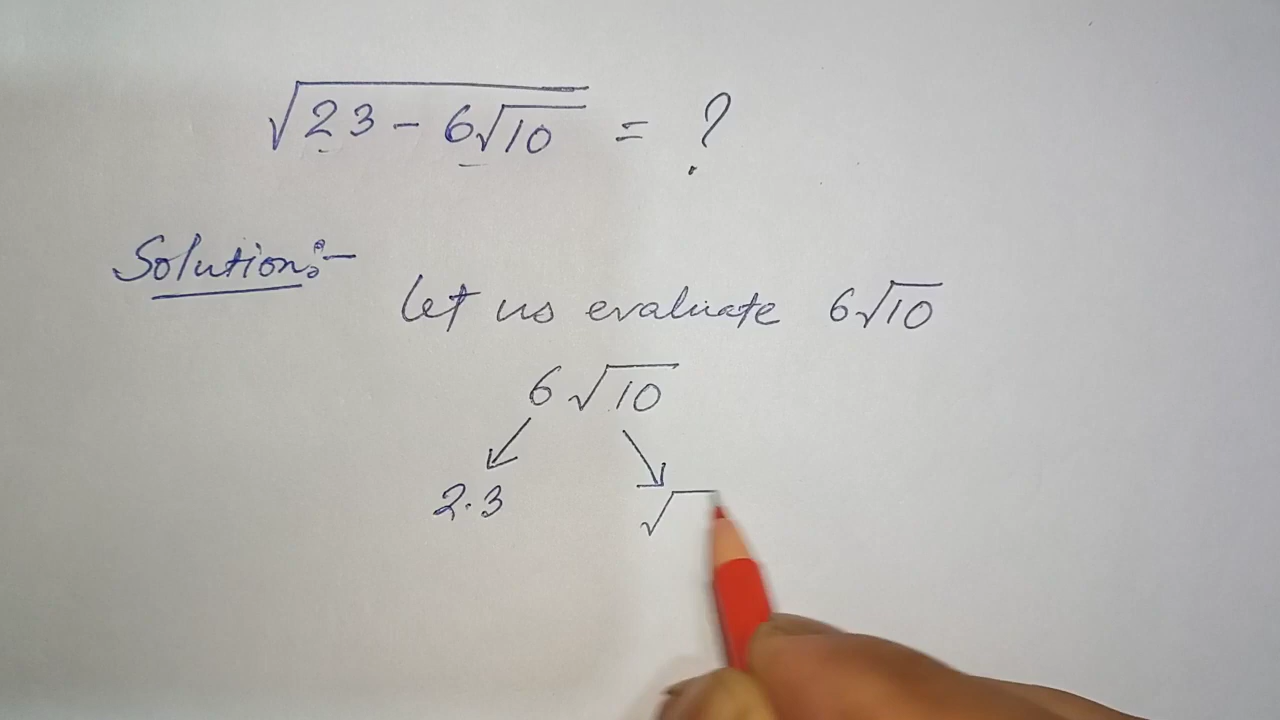 √(23 - 6√10) = ?
Solution:-
Let us evaluate 6√10
6√10
2.3 √